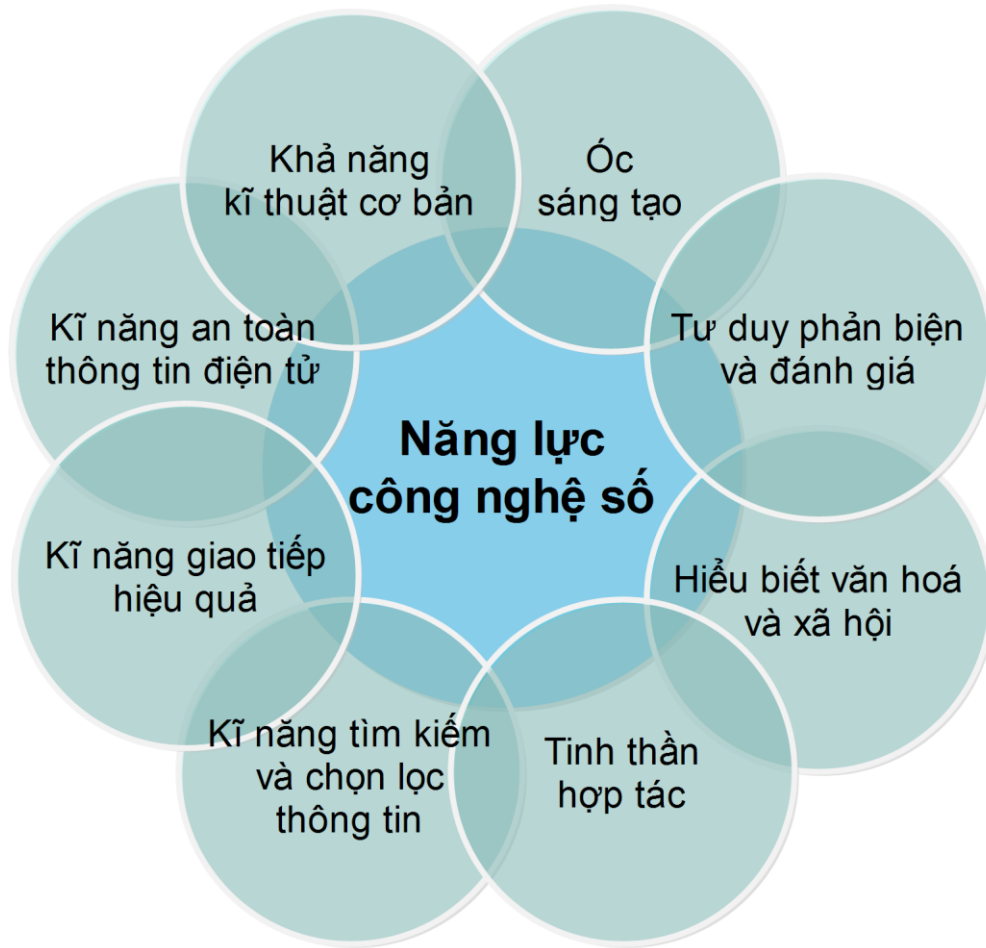 Khả năng
kĩ thuật cơ bản
Óc
sáng tạo
Kĩ năng an toàn
thông tin điện tử
Tư duy phản biện
và đánh giá
Năng lực
công nghệ số
Kĩ năng giao tiếp
hiệu quả
Hiểu biết văn hoá
và xã hội
Kĩ năng tìm kiếm
và chọn lọc
thông tin
Tinh thần
hợp tác